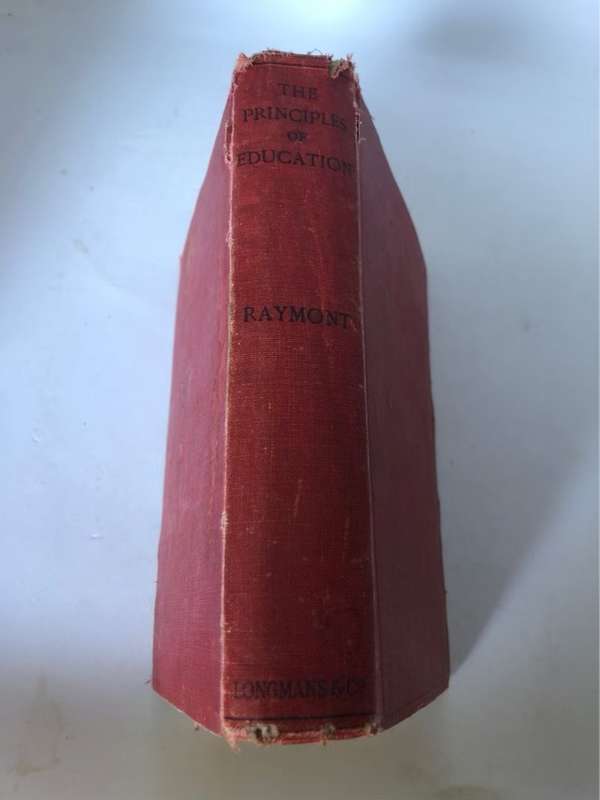 THE
PRINCIPLES
OF
EDUCATION
RAYMONT
LONGMANS & Co